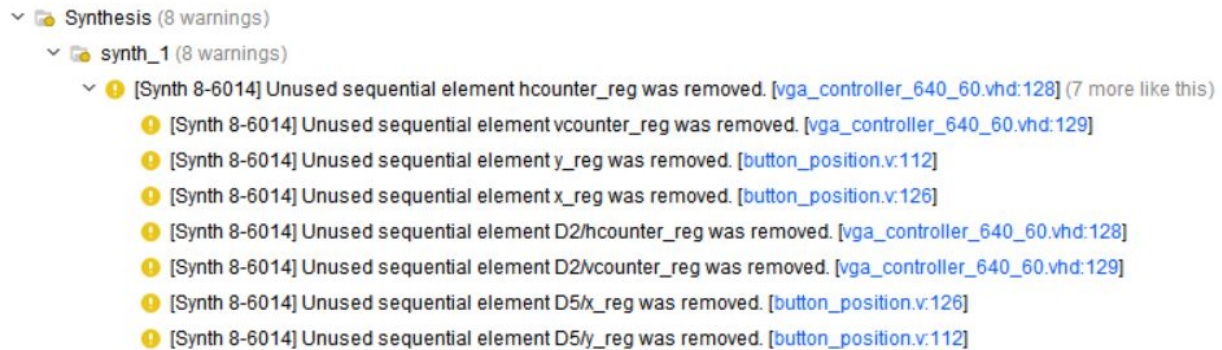 Synthesis (8 warnings)
synth_1 (8 warnings)
[Synth 8-6014] Unused sequential element hcounter_reg was removed. [vga_controller_640_60.vhd:128] (7 more like this)
[Synth 8-6014] Unused sequential element vcounter_reg was removed. [vga_controller_640_60.vhd:129]
[Synth 8-6014] Unused sequential element y_reg was removed. [button_position.v:112]
[Synth 8-6014] Unused sequential element x_reg was removed. [button_position.v:126]
[Synth 8-6014] Unused sequential element D2/hcounter_reg was removed. [vga_controller_640_60.vhd:128]
[Synth 8-6014] Unused sequential element D2/vcounter_reg was removed. [vga_controller_640_60.vhd:129]
[Synth 8-6014] Unused sequential element D5/x_reg was removed. [button_position.v:126]
[Synth 8-6014] Unused sequential element D5/y_reg was removed. [button_position.v:112]